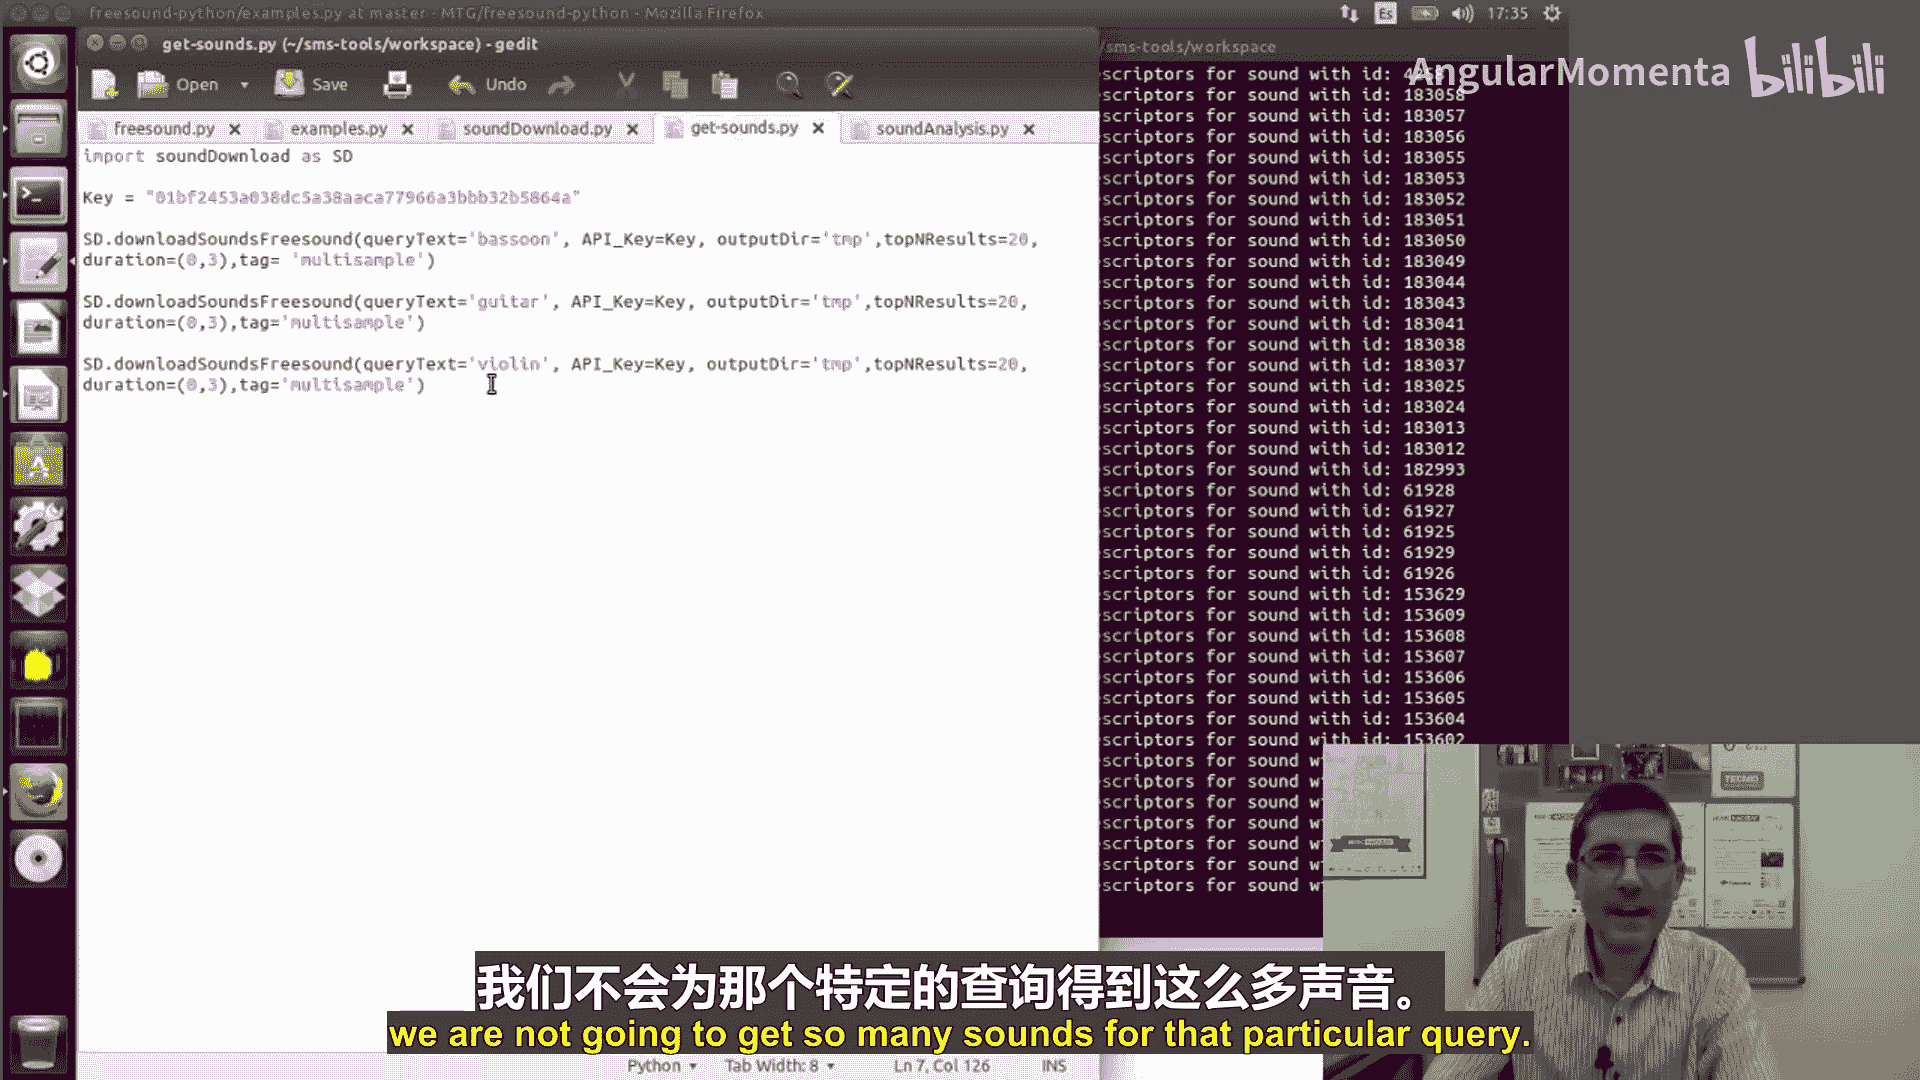 freesound-python/examples.py at master - MTG/freesound-python - Mozilla Firefox
Es
17:35
get-sounds.py (~/sms-tools/workspace) - gedit
/sms-tools/workspace
AngularMomenta bilibili
Open
Save
Undo
freesound.py
examples.py
soundDownload.py
get-sounds.py
soundAnalysis.py
import soundDownload as SD
Key = "01bf2453a038dc5a38aaca77966a3bbb32b5864a"
SD.downloadSoundsFreesound(queryText='bassoon', API_Key=Key, outputDir='tmp',topNResults=20,
duration=(0,3),tag= 'multisample')
SD.downloadSoundsFreesound(queryText='guitar', API_Key=Key, outputDir='tmp',topNResults=20,
duration=(0,3),tag='multisample')
SD.downloadSoundsFreesound(queryText='violin', API_Key=Key, outputDir='tmp',topNResults=20,
duration=(0,3),tag='multisample')
scriptors for sound with id:
scriptors for sound with id: 183058
scriptors for sound with id: 183057
scriptors for sound with id: 183056
scriptors for sound with id: 183055
scriptors for sound with id: 183053
scriptors for sound with id: 183052
scriptors for sound with id: 183051
scriptors for sound with id: 183050
scriptors for sound with id: 183049
scriptors for sound with id: 183044
scriptors for sound with id: 183043
scriptors for sound with id: 183041
scriptors for sound with id: 183038
scriptors for sound with id: 183037
scriptors for sound with id: 183025
scriptors for sound with id: 183024
scriptors for sound with id: 183013
scriptors for sound with id: 183012
scriptors for sound with id: 182993
scriptors for sound with id: 61928
scriptors for sound with id: 61927
scriptors for sound with id: 61925
scriptors for sound with id: 61929
scriptors for sound with id: 61926
scriptors for sound with id: 153629
scriptors for sound with id: 153609
scriptors for sound with id: 153608
scriptors for sound with id: 153607
scriptors for sound with id: 153606
scriptors for sound with id: 153605
scriptors for sound with id: 153604
scriptors for sound with id: 153602
scriptors for sound w
scriptors for sound w
scriptors for sound w
scriptors for sound w
scriptors for sound w
scriptors for sound w
scriptors for sound w
我们不会为那个特定的查询得到这么多声音。
we are not going to get so many sounds for that particular query.
Python
Tab Width: 8
Ln 7, Col 126
INS